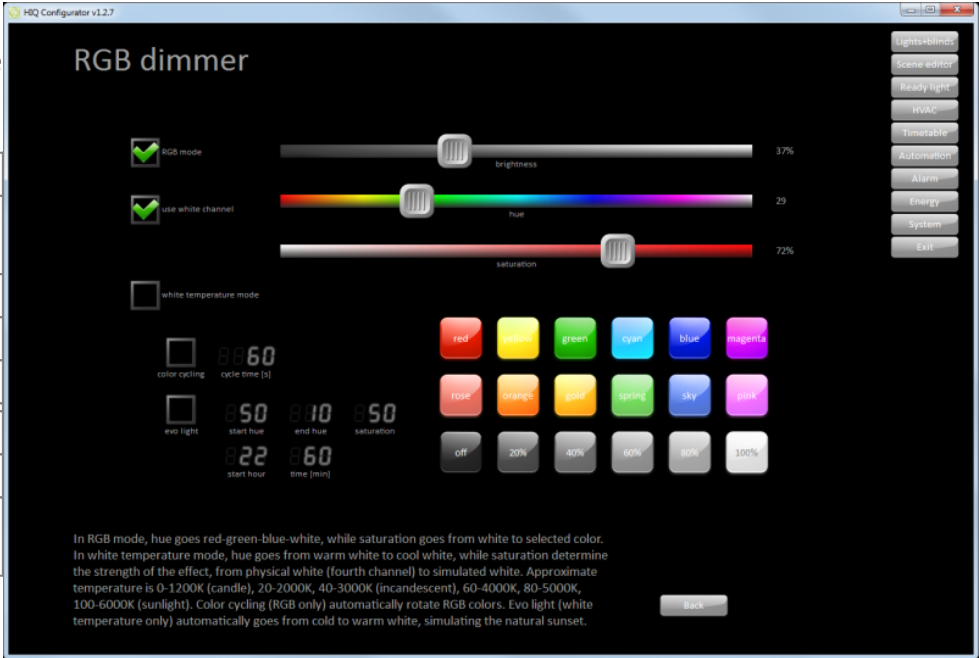 HIQ Configurator v1.2.7
RGB dimmer
Lights+blinds
Scene editor
Ready light
HVAC
Timetable
Automation
Alarm
Energy
System
Exit
RGB mode
brightness
37%
use white channel
hue
29
saturation
72%
white temperature mode
red yellow green cyan blue magenta
rose orange gold spring sky pink
off 20% 40% 60% 80% 100%
color cycling
60
cycle time [s]
evo light
50 10 50
start hue end hue saturation
22 60
start hour time [min]
In RGB mode, hue goes red-green-blue-white, while saturation goes from white to selected color.
In white temperature mode, hue goes from warm white to cool white, while saturation determine
the strength of the effect, from physical white (fourth channel) to simulated white. Approximate
temperature is 0-1200K (candle), 20-2000K, 40-3000K (incandescent), 60-4000K, 80-5000K,
100-6000K (sunlight). Color cycling (RGB only) automatically rotate RGB colors. Evo light (white
temperature only) automatically goes from cold to warm white, simulating the natural sunset.
Back